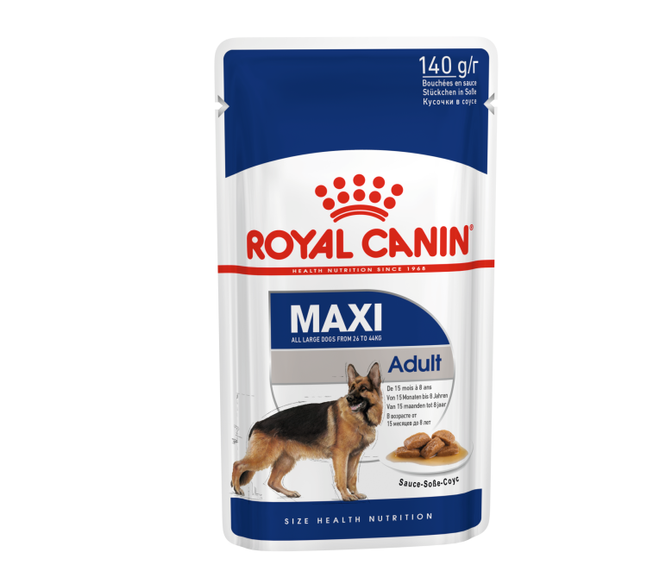 140 g/г
Bouchées en sauce
Stückchen in Soße
Кусочки в соусе
ROYAL CANIN®
HEALTH NUTRITION SINCE 1968
MAXI
ALL LARGE DOGS FROM 26 TO 44KG
Adult
De 15 mois à 8 ans
Von 15 Monaten bis 8 Jahren
Van 15 maanden tot 8 jaar
В возрасте от
15 месяцев до 8 лет
Sauce-Soße-Соус
SIZE HEALTH NUTRITION